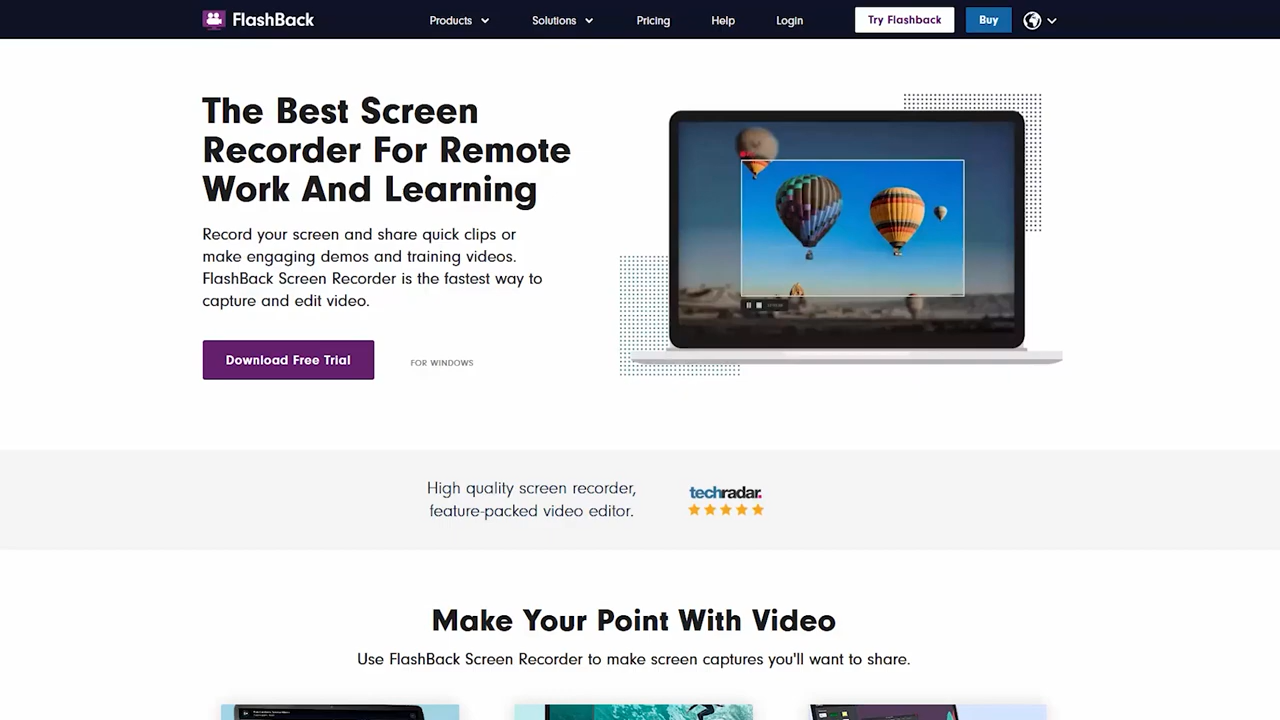 FlashBack
Products
Solutions
Pricing
Help
Login
Try Flashback
Buy
The Best Screen
Recorder For Remote
Work And Learning
Record your screen and share quick clips or
make engaging demos and training videos.
FlashBack Screen Recorder is the fastest way to
capture and edit video.
Download Free Trial
FOR WINDOWS
High quality screen recorder,
feature-packed video editor.
techradar.
Make Your Point With Video
Use FlashBack Screen Recorder to make screen captures you'll want to share.